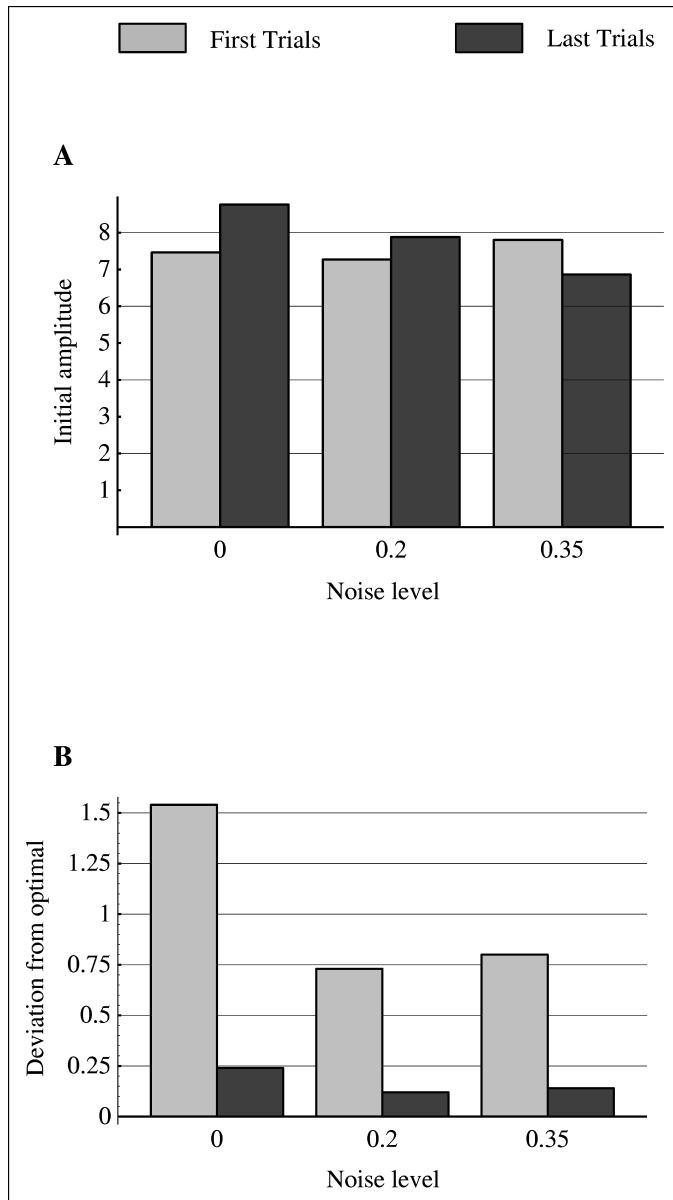 First Trials Last Trials
A
8
7
6
5
4
3
2
1
Initial amplitude
0 0.2 0.35
Noise level
B
1.5
1.25
1
0.75
0.5
0.25
0
Deviation from optimal
0 0.2 0.35
Noise level